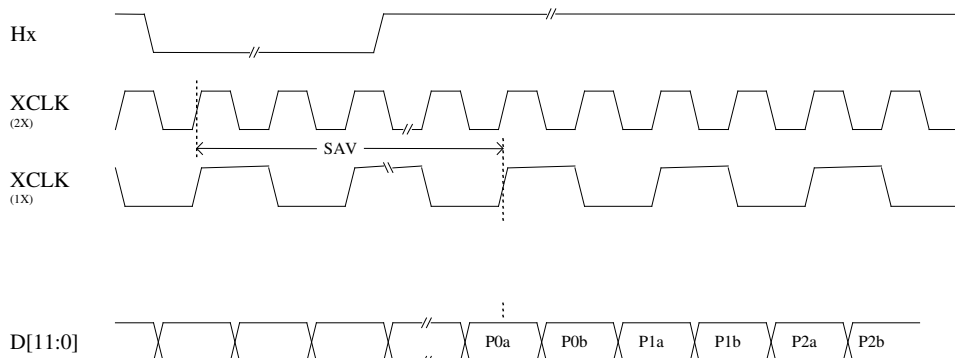 Hx
XCLK
(2X)
SAV
XCLK
(1X)
D[11:0] P0a P0b P1a P1b P2a P2b